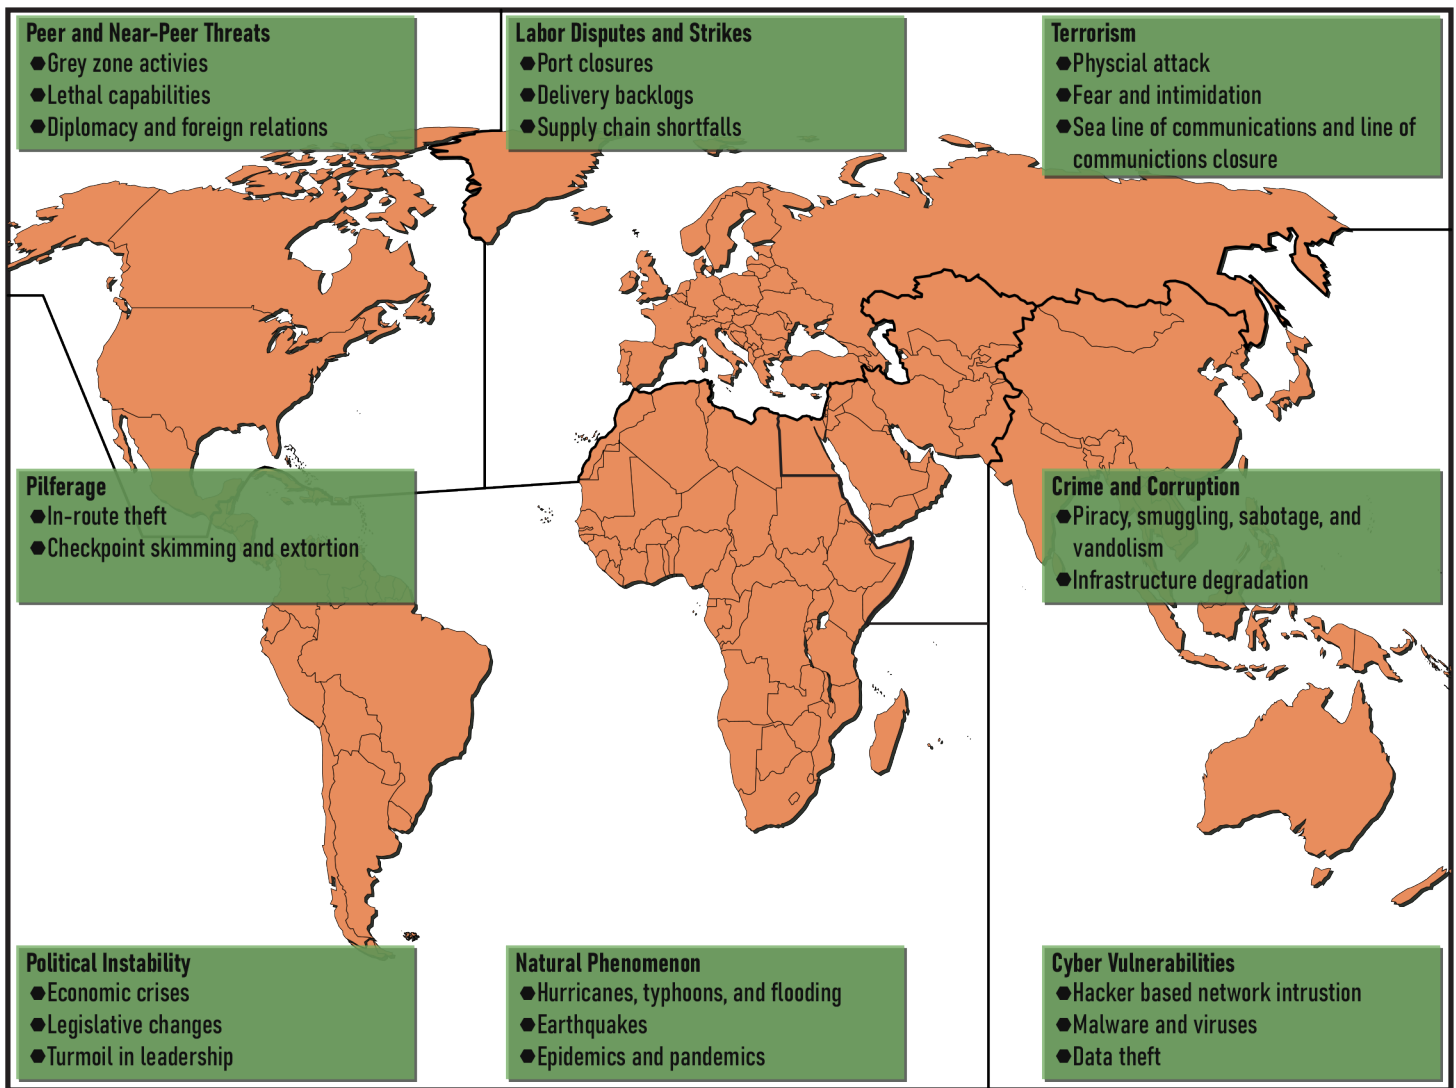 Peer and Near-Peer Threats
●Grey zone activies
●Lethal capabilities
●Diplomacy and foreign relations
Labor Disputes and Strikes
●Port closures
●Delivery backlogs
●Supply chain shortfalls
Terrorism
●Physcial attack
●Fear and intimidation
●Sea line of communications and line of
communictions closure
Pilferage
●In-route theft
●Checkpoint skimming and extortion
Crime and Corruption
●Piracy, smuggling, sabotage, and
vandolism
●Infrastructure degradation
Political Instability
●Economic crises
●Legislative changes
●Turmoil in leadership
Natural Phenomenon
●Hurricanes, typhoons, and flooding
●Earthquakes
●Epidemics and pandemics
Cyber Vulnerabilities
●Hacker based network intrustion
●Malware and viruses
●Data theft